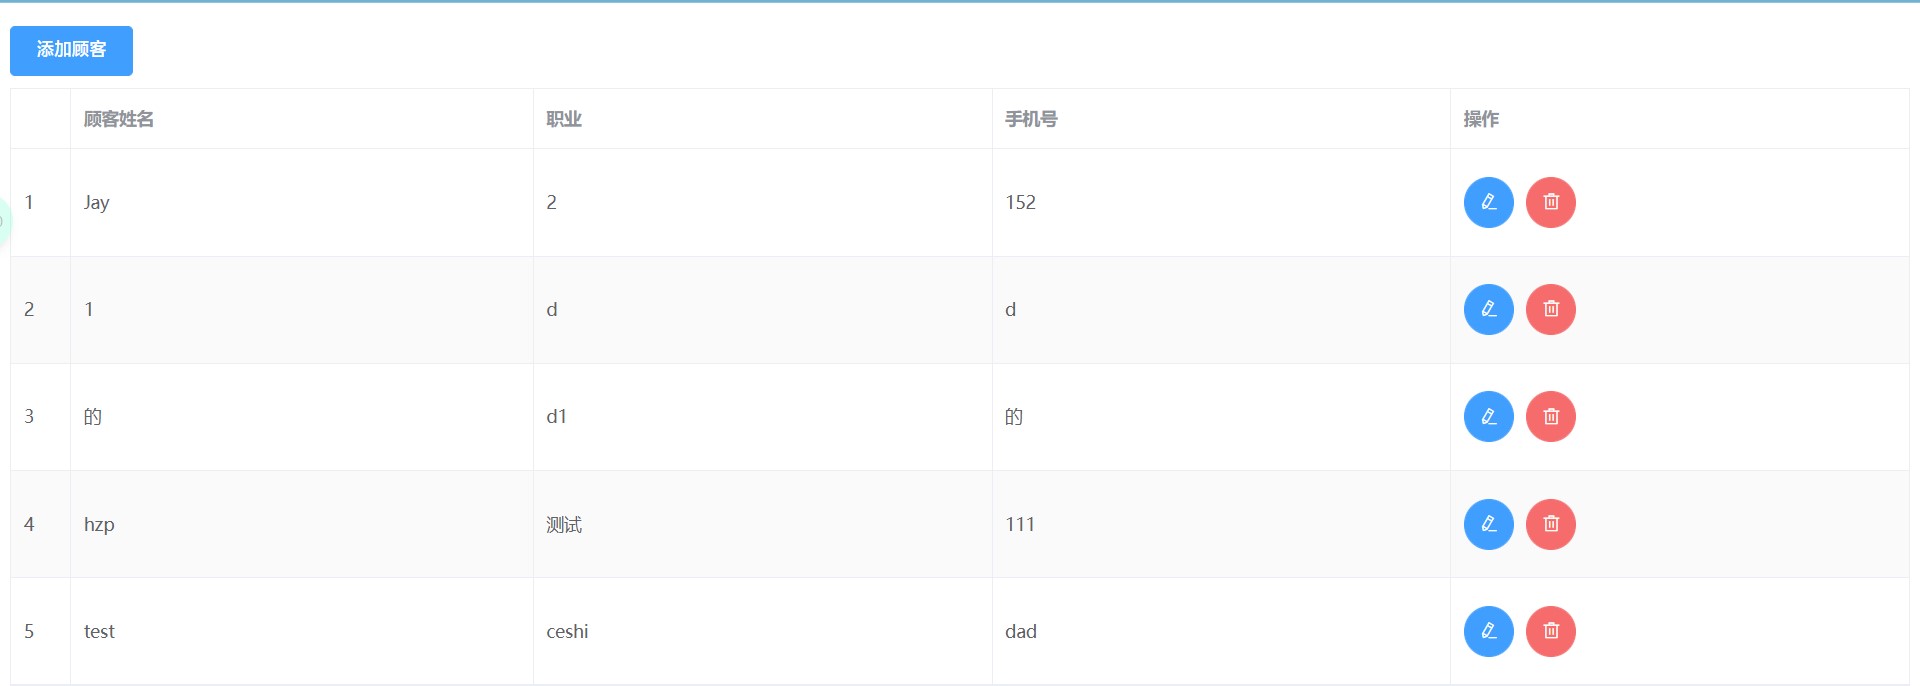 添加顾客
顾客姓名 职业 手机号 操作
1 Jay 2 152
2 1 d d
3 的 d1 的
4 hzp 测试 111
5 test ceshi dad